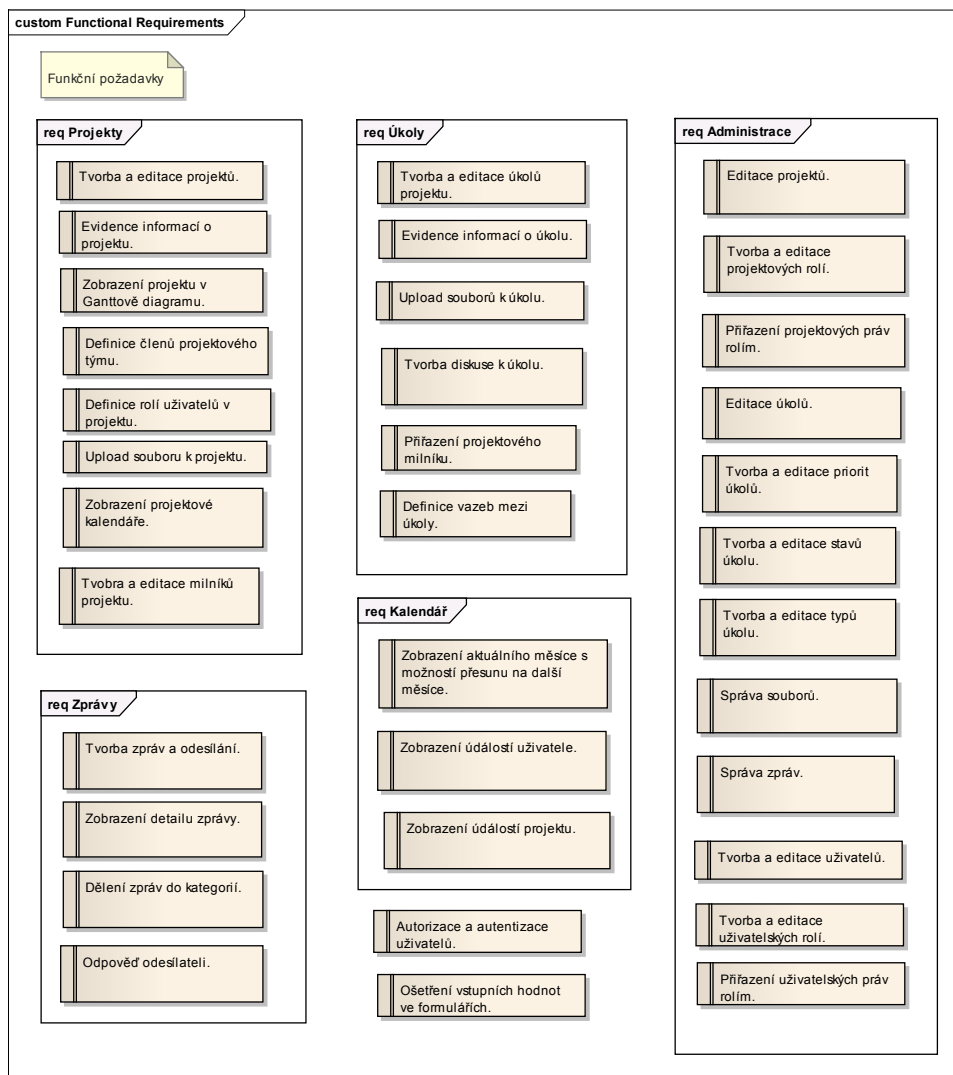 custom Functional Requirements
Funkční požadavky
req Projekty
Tvorba a editace projektů.
Evidence informací o
projektu.
Zobrazení projektu v
Ganttově diagramu.
Definice členů projektového
týmu.
Definice rolí uživatelů v
projektu.
Upload souboru k projektu.
Zobrazení projektové
kalendáře.
Tvobra a editace milníků
projektu.
req Zprávy
Tvorba zpráv a odesílání.
Zobrazení detailu zprávy.
Dělení zpráv do kategorií.
Odpověď odesílateli.
req Úkoly
Tvorba a editace úkolů
projektu.
Evidence informací o úkolu.
Upload souborů k úkolu.
Tvorba diskuse k úkolu.
Přiřazení projektového
milníku.
Definice vazeb mezi
úkoly.
req Kalendář
Zobrazení aktuálního měsíce s
možností přesunu na další
měsíce.
Zobrazení údálostí uživatele.
Zobrazení údálostí projektu.
Autorizace a autentizace
uživatelů.
Ošetření vstupních hodnot
ve formulářích.
req Administrace
Editace projektů.
Tvorba a editace
projektových rolí.
Přiřazení projektových práv
rolím.
Editace úkolů.
Tvorba a editace priorit
úkolů.
Tvorba a editace stavů
úkolu.
Tvorba a editace typů
úkolu.
Správa souborů.
Správa zpráv.
Tvorba a editace uživatelů.
Tvorba a editace
uživatelských rolí.
Přiřazení uživatelských práv
rolím.